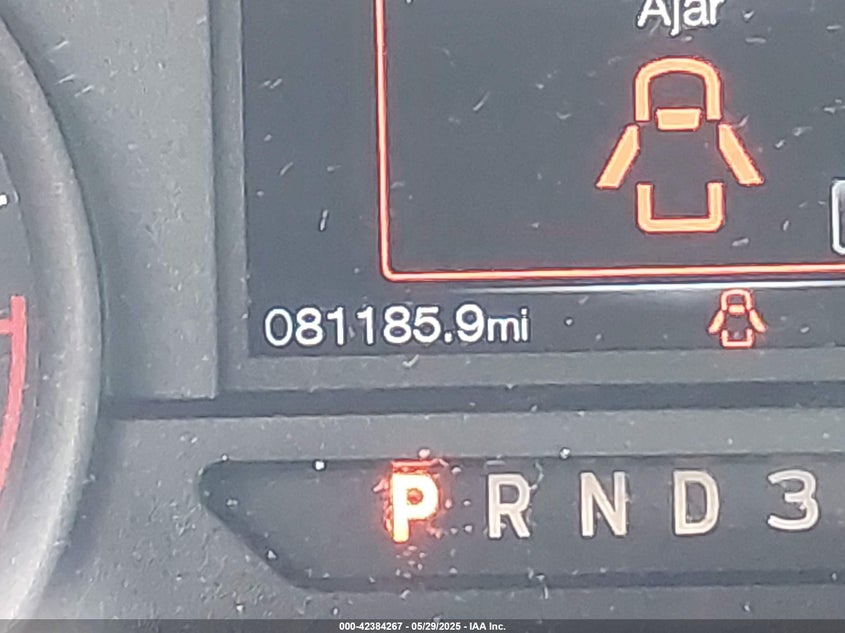 Ajar
081185.9mi
P R N D 3
000-42384267 - 05/29/2025 - IAA Inc.